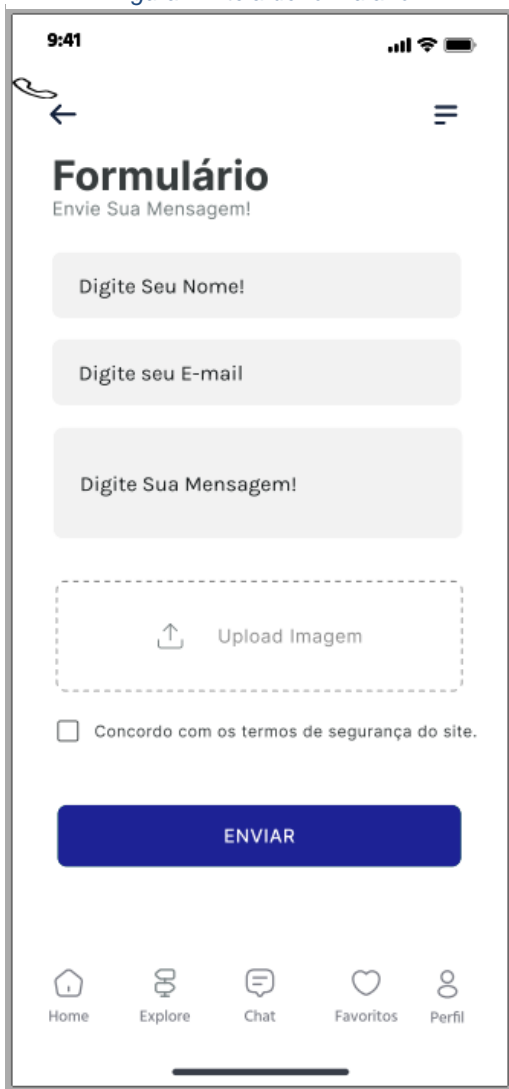 9:41
Formulário
Envie Sua Mensagem!
Digite Seu Nome!
Digite seu E-mail
Digite Sua Mensagem!
Upload Imagem
Concordo com os termos de segurança do site.
ENVIAR
Home Explore Chat Favoritos Perfil